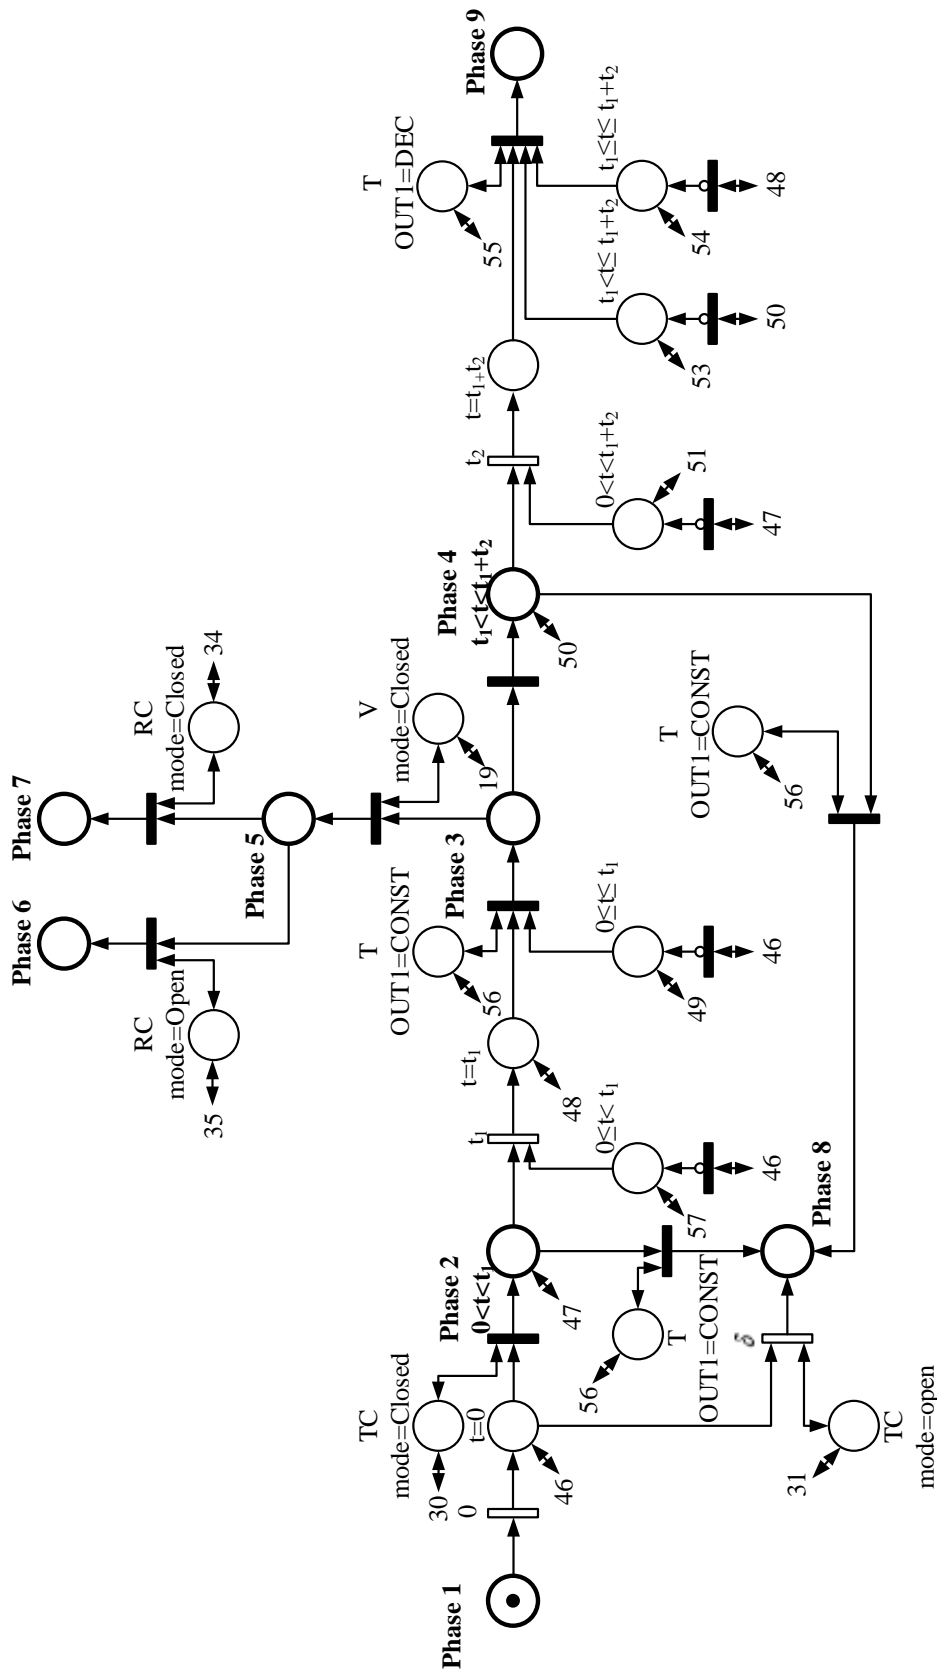 Phase 1
0
t=0
46
TC
mode=Closed
30
31
TC
mode=open
δ
Phase 2
0<t<t1
47
56
T
OUT1=CONST
Phase 8
t1
0≤t< t1
57
46
t=t1
48
T
OUT1=CONST
56
0≤t≤ t1
49
46
Phase 3
V
mode=Closed
19
Phase 5
Phase 6
RC
mode=Open
35
Phase 7
RC
mode=Closed
34
Phase 4
t1<t<t1+t2
50
T
OUT1=CONST
56
t2
0<t<t1+t2
51
47
t=t1+t2
t1<t≤ t1+t2
53
50
t1≤t≤ t1+t2
54
48
T
OUT1=DEC
55
Phase 9